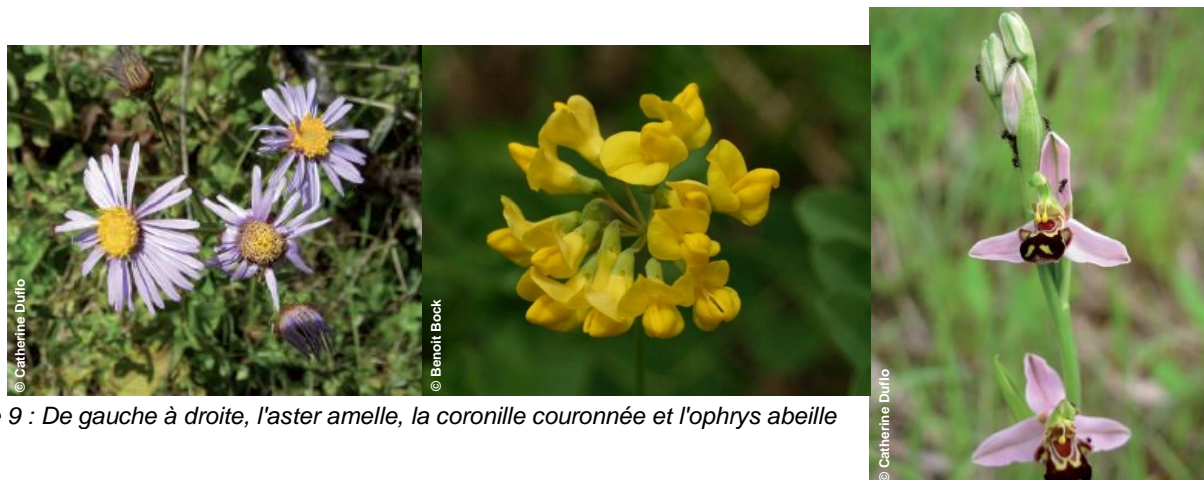 © Catherine Duflo
© Benoit Bock
© Catherine Duflo
9 : De gauche à droite, l'aster amelle, la coronille couronnée et l'ophrys abeille